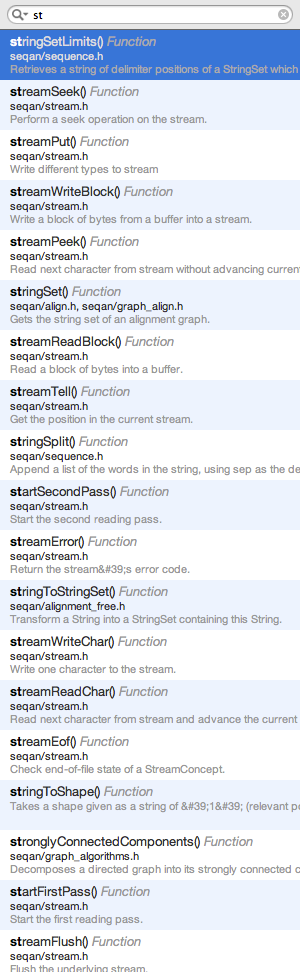 st
stringSetLimits() Function
seqan/sequence.h
Retrieves a string of delimiter positions of a StringSet which
streamSeek() Function
seqan/stream.h
Perform a seek operation on the stream.
streamPut() Function
seqan/stream.h
Write different types to stream
streamWriteBlock() Function
seqan/stream.h
Write a block of bytes from a buffer into a stream.
streamPeek() Function
seqan/stream.h
Read next character from stream without advancing current
stringSet() Function
seqan/align.h, seqan/graph_align.h
Gets the string set of an alignment graph.
streamReadBlock() Function
seqan/stream.h
Read a block of bytes into a buffer.
streamTell() Function
seqan/stream.h
Get the position in the current stream.
stringSplit() Function
seqan/sequence.h
Append a list of the words in the string, using sep as the de
startSecondPass() Function
seqan/stream.h
Start the second reading pass.
streamError() Function
seqan/stream.h
Return the stream&#39;s error code.
stringToStringSet() Function
seqan/alignment_free.h
Transform a String into a StringSet containing this String.
streamWriteChar() Function
seqan/stream.h
Write one character to the stream.
streamReadChar() Function
seqan/stream.h
Read next character from stream and advance the current
streamEof() Function
seqan/stream.h
Check end-of-file state of a StreamConcept.
stringToShape() Function
Takes a shape given as a string of &#39;1&#39; (relevant po
stronglyConnectedComponents() Function
seqan/graph_algorithms.h
Decomposes a directed graph into its strongly connected c
startFirstPass() Function
seqan/stream.h
Start the first reading pass.
streamFlush() Function
seqan/stream.h
Flush the underlying stream.